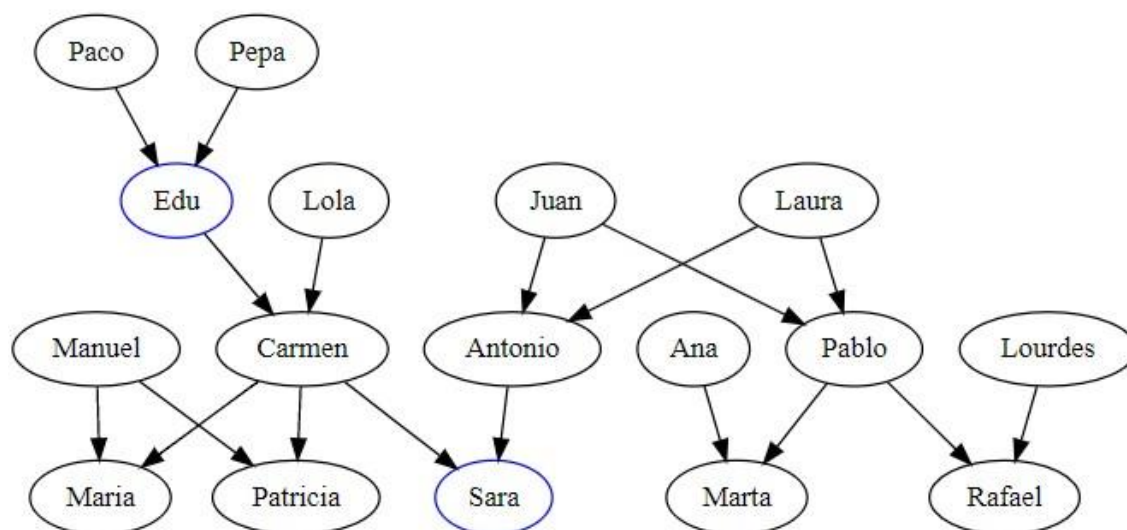 Paco
Pepa
Edu
Lola
Juan
Laura
Manuel
Carmen
Antonio
Ana
Pablo
Lourdes
Maria
Patricia
Sara
Marta
Rafael